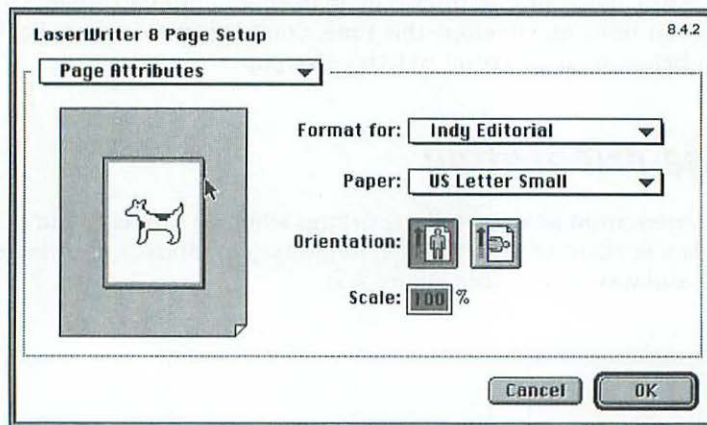 LaserWriter 8 Page Setup 8.4.2
Page Attributes
Format for: Indy Editorial
Paper: US Letter Small
Orientation:
Scale: 100 %
Cancel OK